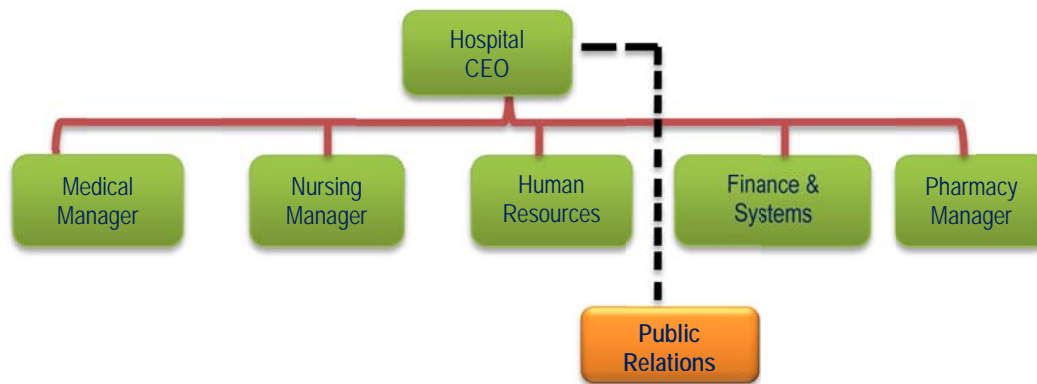 Hospital
CEO
Medical
Manager
Nursing
Manager
Human
Resources
Finance &
Systems
Pharmacy
Manager
Public
Relations